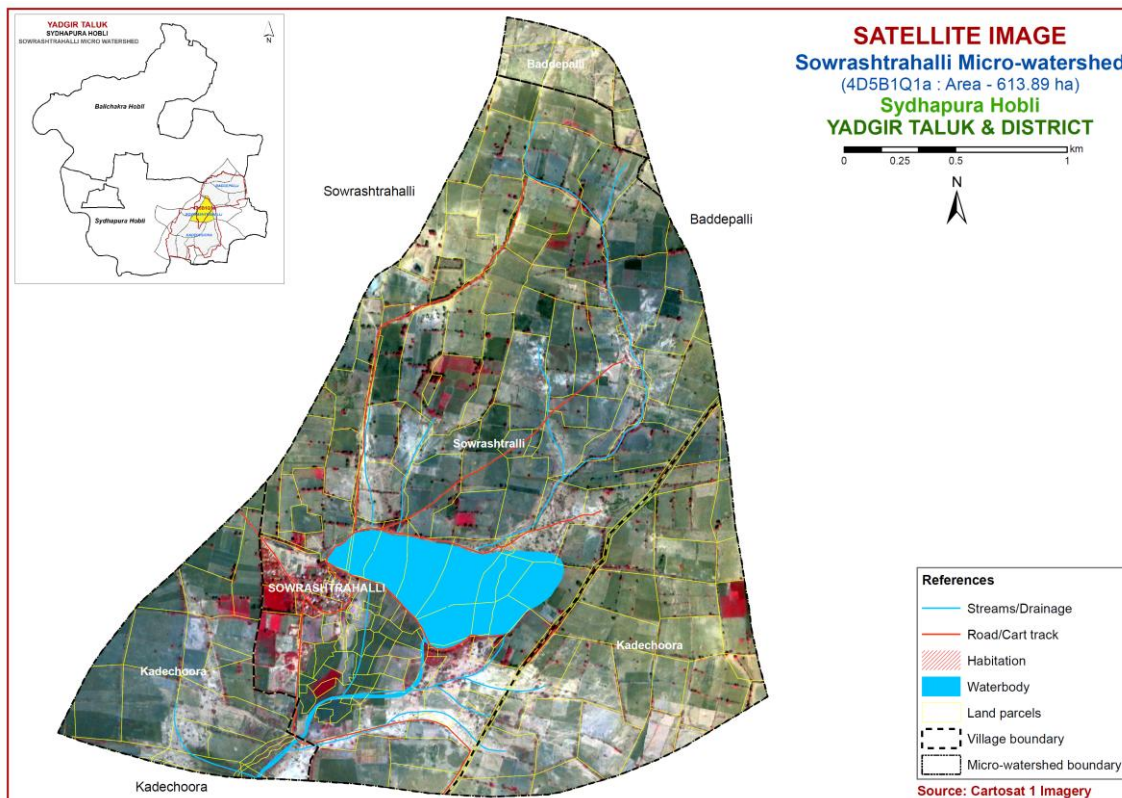 YADGIR TALUK
SYDHAPURA HOBLI
SOWRASHTRAHALLI MICRO WATERSHED
N
Balichakra Hobli
Sydhapura Hobli
SATELLITE IMAGE
Sowrashtrahalli Micro-watershed
(4D5B1Q1a : Area - 613.89 ha)
Sydhapura Hobli
YADGIR TALUK & DISTRICT
km
0 0.25 0.5 1
N
Baddepalli
Sowrashtrahalli
Baddepalli
Sowrashtralli
SOWRASHTRAHALLI
Kadechoora
Kadechoora
Kadechoora
References
Streams/Drainage
Road/Cart track
Habitation
Waterbody
Land parcels
Village boundary
Micro-watershed boundary
Source: Cartosat 1 Imagery